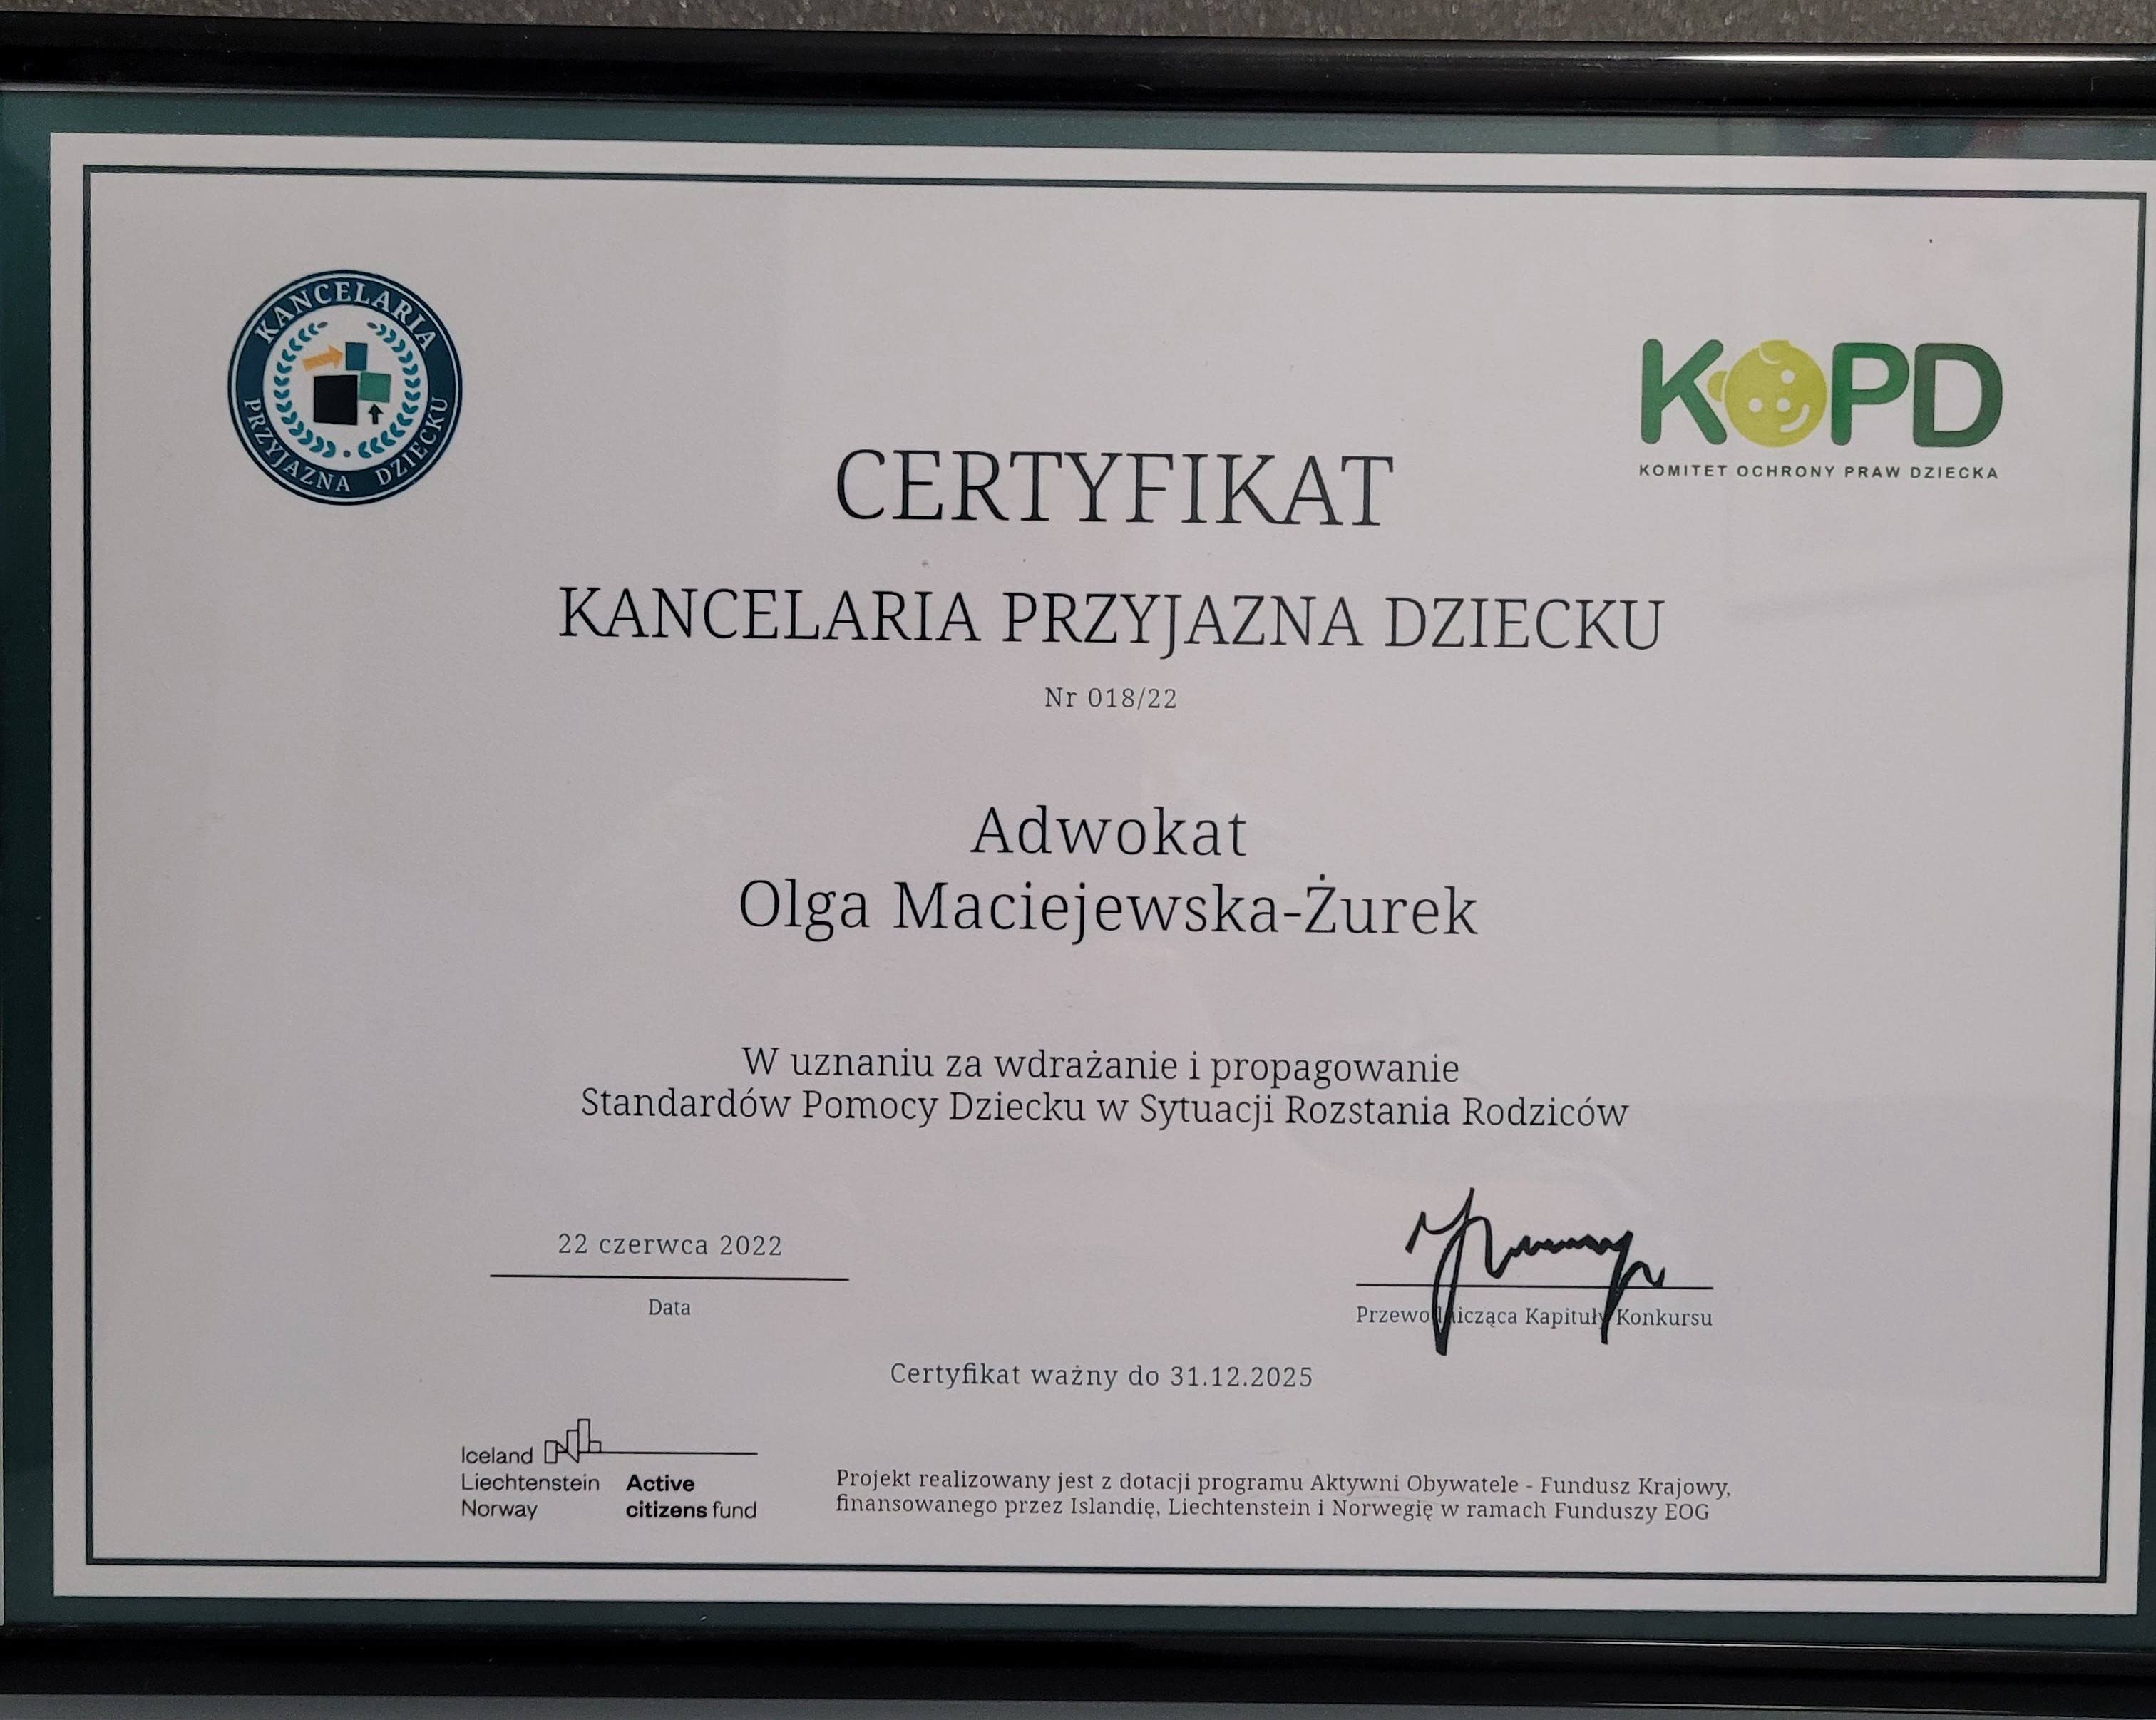 KANCELARIA
PRZYJAZNA DZIECKU
KOPD
KOMITET OCHRONY PRAW DZIECKA
CERTYFIKAT
KANCELARIA PRZYJAZNA DZIECKU
Nr 018/22
Adwokat
Olga Maciejewska-Żurek
W uznaniu za wdrażanie i propagowanie
Standardów Pomocy Dziecku w Sytuacji Rozstania Rodziców
22 czerwca 2022
Data
Przewodnicząca Kapituły Konkursu
Certyfikat ważny do 31.12.2025
Iceland
Liechtenstein
Norway
Active
citizens fund
Projekt realizowany jest z dotacji programu Aktywni Obywatele - Fundusz Krajowy,
finansowanego przez Islandię, Liechtenstein i Norwegię w ramach Funduszy EOG